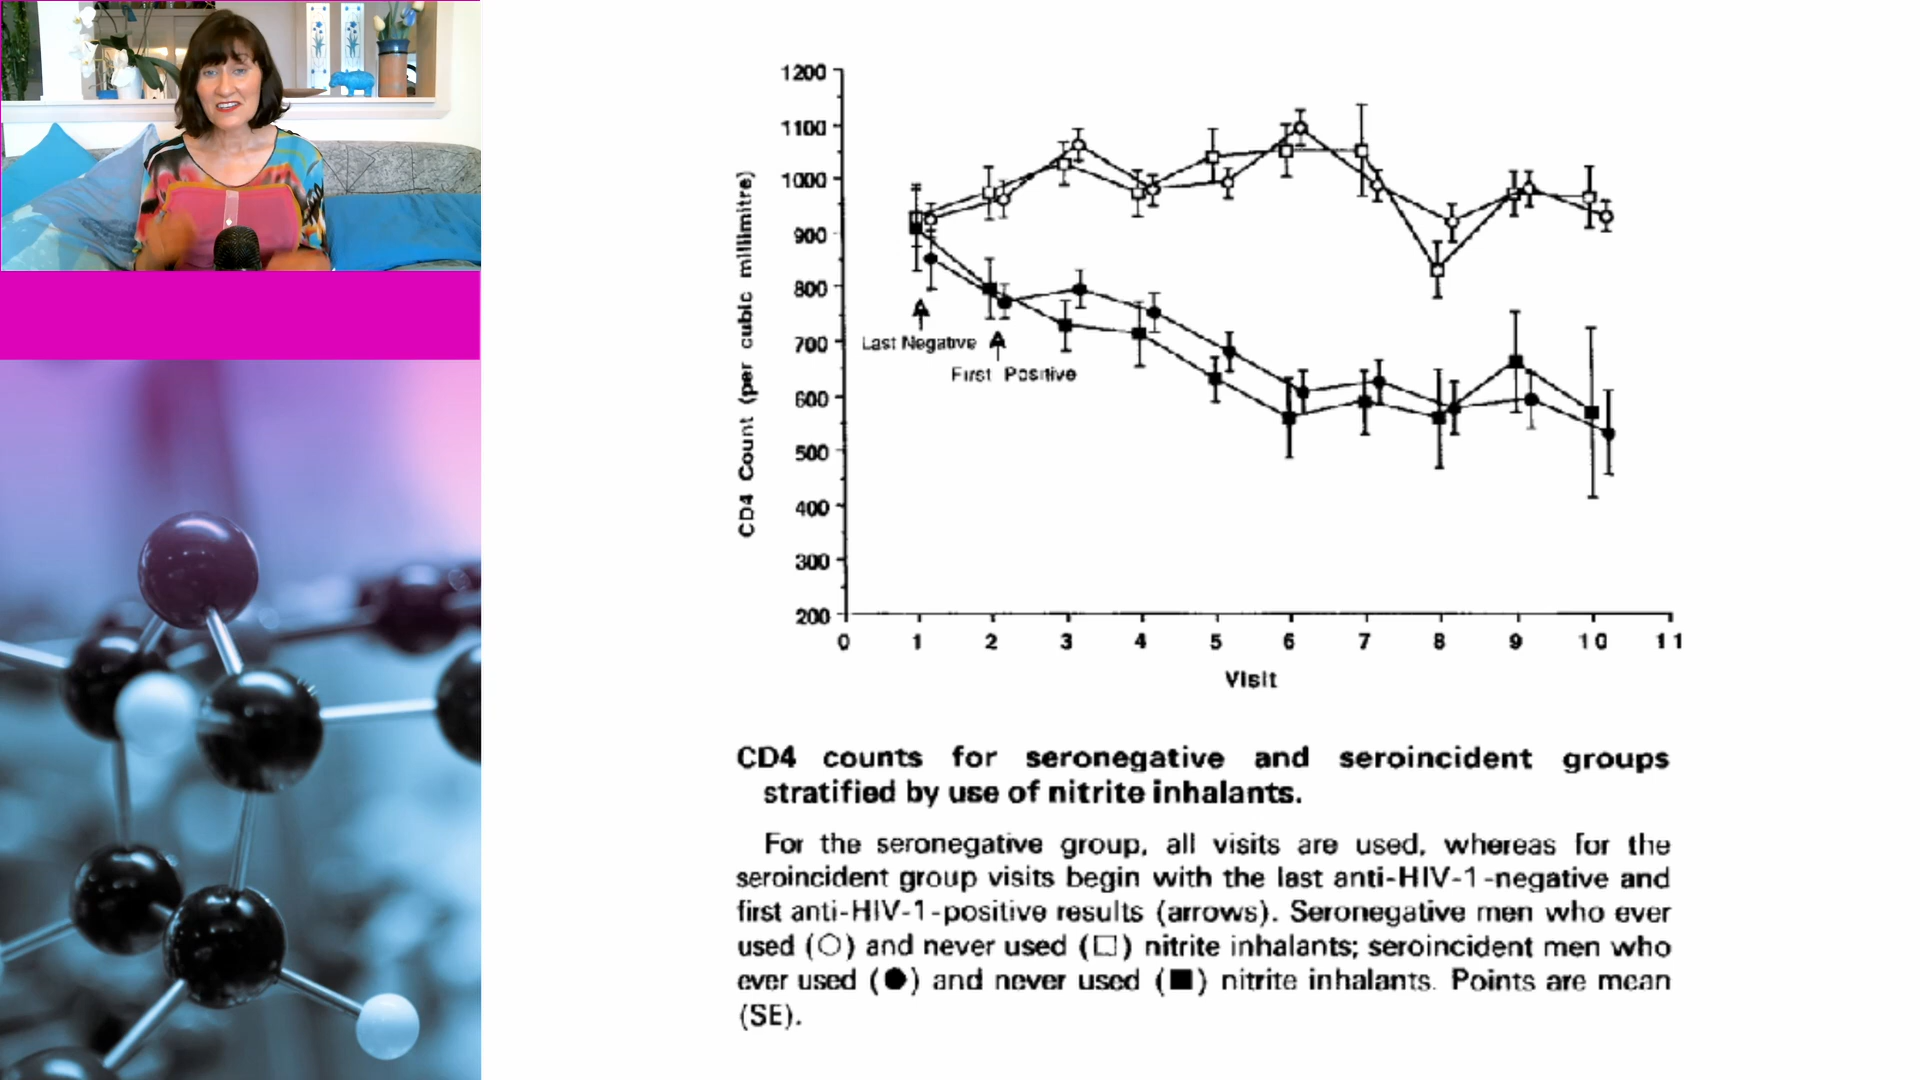 1200
1100
1000
900
800
700
600
500
400
300
200
CD4 Count (per cubic millimitre)
Last Negative
First Positive
0 1 2 3 4 5 6 7 8 9 10 11
Visit
CD4 counts for seronegative and seroincident groups
stratified by use of nitrite inhalants.
For the seronegative group, all visits are used, whereas for the
seroincident group visits begin with the last anti-HIV-1-negative and
first anti-HIV-1-positive results (arrows). Seronegative men who ever
used (○) and never used (□) nitrite inhalants; seroincident men who
ever used (●) and never used (■) nitrite inhalants. Points are mean
(SE).